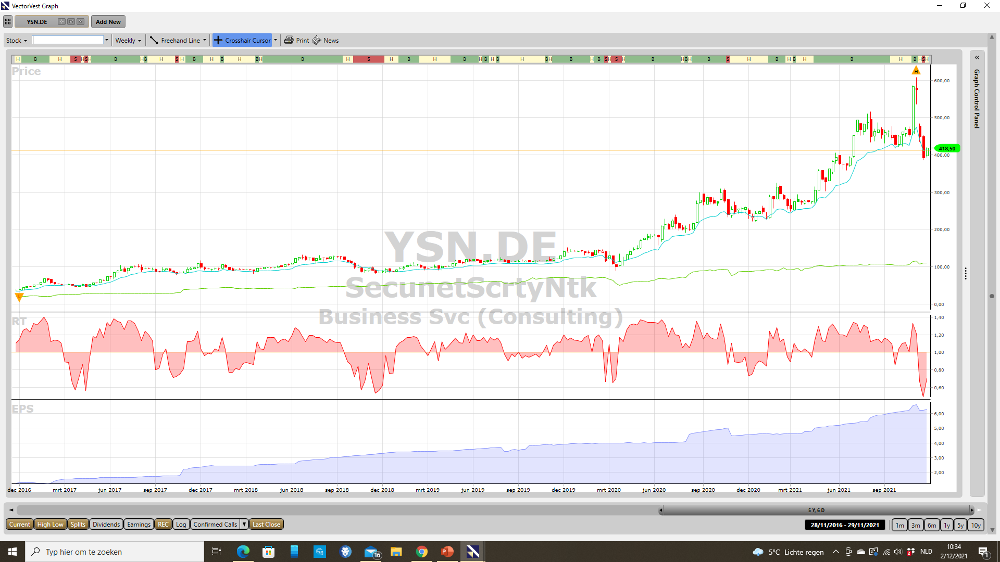 VectorVest Graph
YSN.DE Add New
Stock Weekly Freehand Line Crosshair Cursor Print News
H B H S H S H B H B H S H B H B H B H B H S H B H B H B H B H B H B H B S H S H B H B H B S H B H B H B H B H S H
Price
H
600,00
500,00
418,50
400,00
300,00
200,00
100,00
0,00
L
YSN.DE
SecunetScrtyNtk
Business Svc (Consulting)
RT
1,40
1,20
1,00
0,80
0,60
EPS
6,00
5,00
4,00
3,00
2,00
dec 2016 mrt 2017 jun 2017 sep 2017 dec 2017 mrt 2018 jun 2018 sep 2018 dec 2018 mrt 2019 jun 2019 sep 2019 dec 2019 mrt 2020 jun 2020 sep 2020 dec 2020 mrt 2021 jun 2021 sep 2021
Graph Control Panel
5 Y, 6 D
Current High Low Splits Dividends Earnings REC Log Confirmed Calls Last Close 28/11/2016 - 29/11/2021 1m 3m 6m 1y 5y 10y
Typ hier om te zoeken 16 5°C Lichte regen NLD 10:34
2/12/2021 1